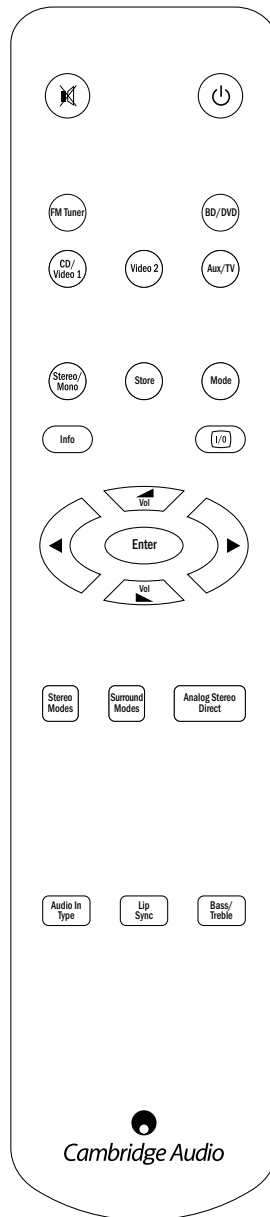 FM Tuner
BD/DVD
CD/
Video 1
Video 2
Aux/TV
Stereo/
Mono
Store
Mode
Info
I/O
Vol
Enter
Vol
Stereo
Modes
Surround
Modes
Analog Stereo
Direct
Audio In
Type
Lip
Sync
Bass/
Treble
Cambridge Audio